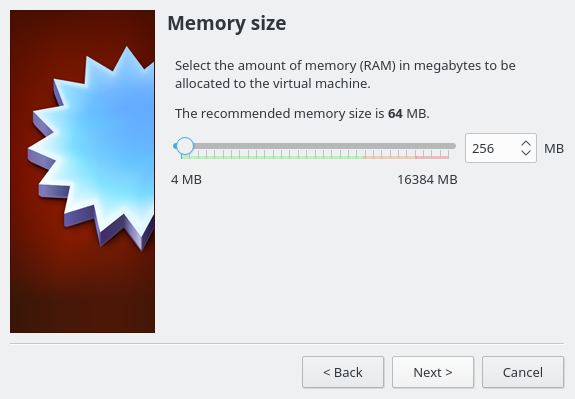 Memory size
Select the amount of memory (RAM) in megabytes to be
allocated to the virtual machine.
The recommended memory size is 64 MB.
256 MB
4 MB 16384 MB
< Back Next > Cancel